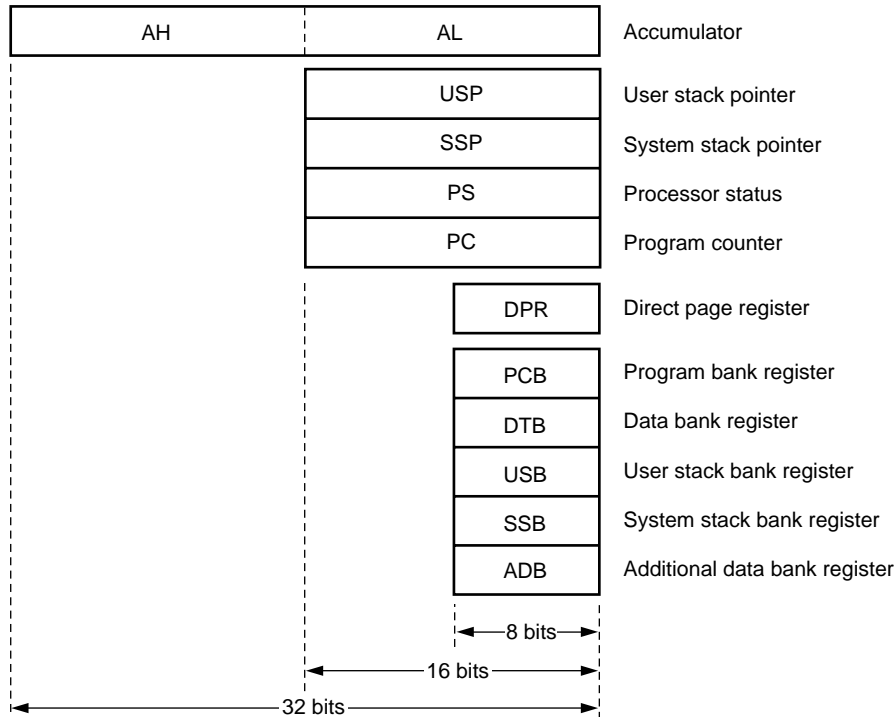 AH AL Accumulator
USP User stack pointer
SSP System stack pointer
PS Processor status
PC Program counter
DPR Direct page register
PCB Program bank register
DTB Data bank register
USB User stack bank register
SSB System stack bank register
ADB Additional data bank register
8 bits
16 bits
32 bits